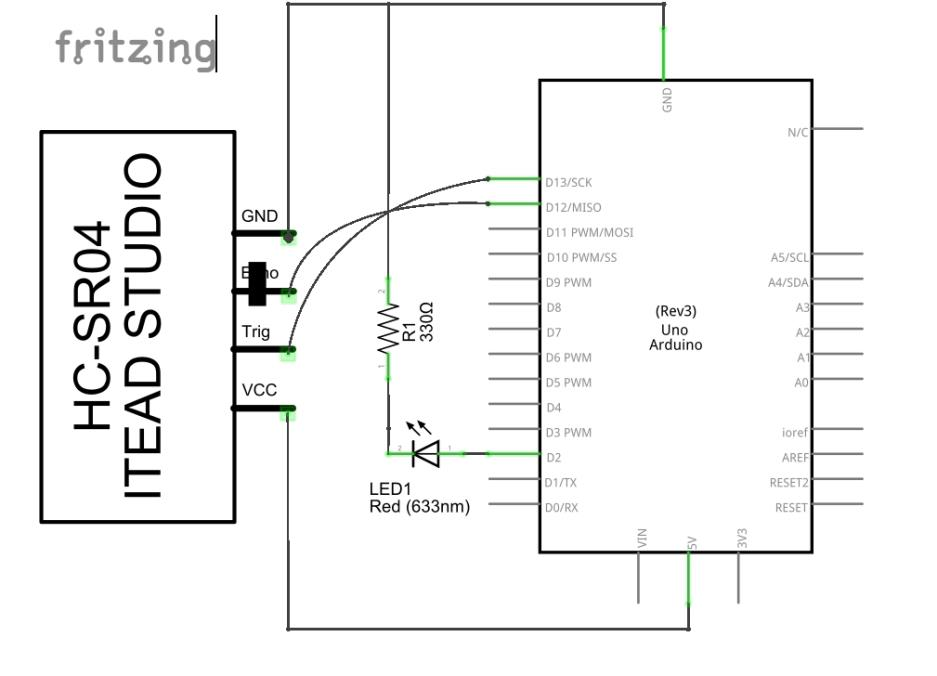 fritzing
HC-SR04
ITEAD STUDIO
GND
Trig
VCC
2
R1
330Ω
1
2
1
LED1
Red (633nm)
GND
N/C
D13/SCK
D12/MISO
D11 PWM/MOSI
D10 PWM/SS
D9 PWM
D8
D7
D6 PWM
D5 PWM
D4
D3 PWM
D2
D1/TX
D0/RX
(Rev3)
Uno
Arduino
A5/SCL
A4/SDA
A3
A2
A1
A0
ioref
AREF
RESET2
RESET
VIN
5V
3V3